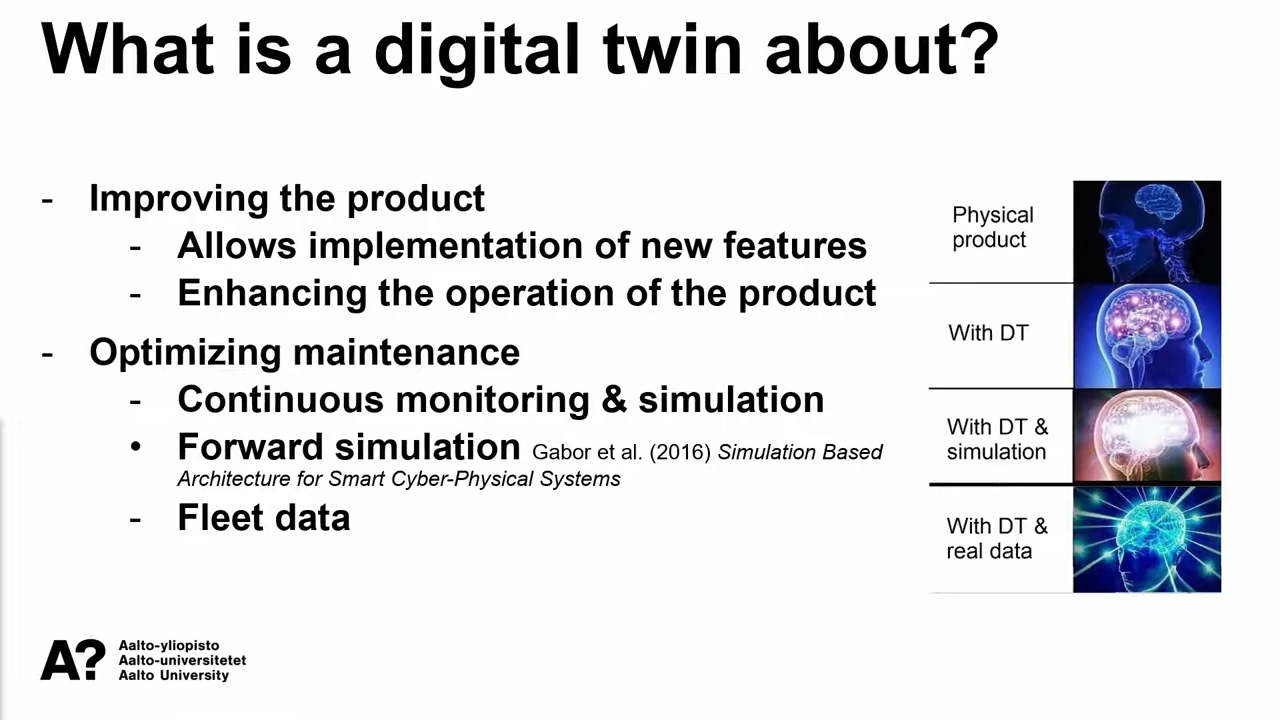 What is a digital twin about?
- Improving the product
- Allows implementation of new features
- Enhancing the operation of the product
- Optimizing maintenance
- Continuous monitoring & simulation
• Forward simulation Gabor et al. (2016) Simulation Based
Architecture for Smart Cyber-Physical Systems
- Fleet data
Physical
product
With DT
With DT &
simulation
With DT &
real data
A?
Aalto-yliopisto
Aalto-universitetet
Aalto University